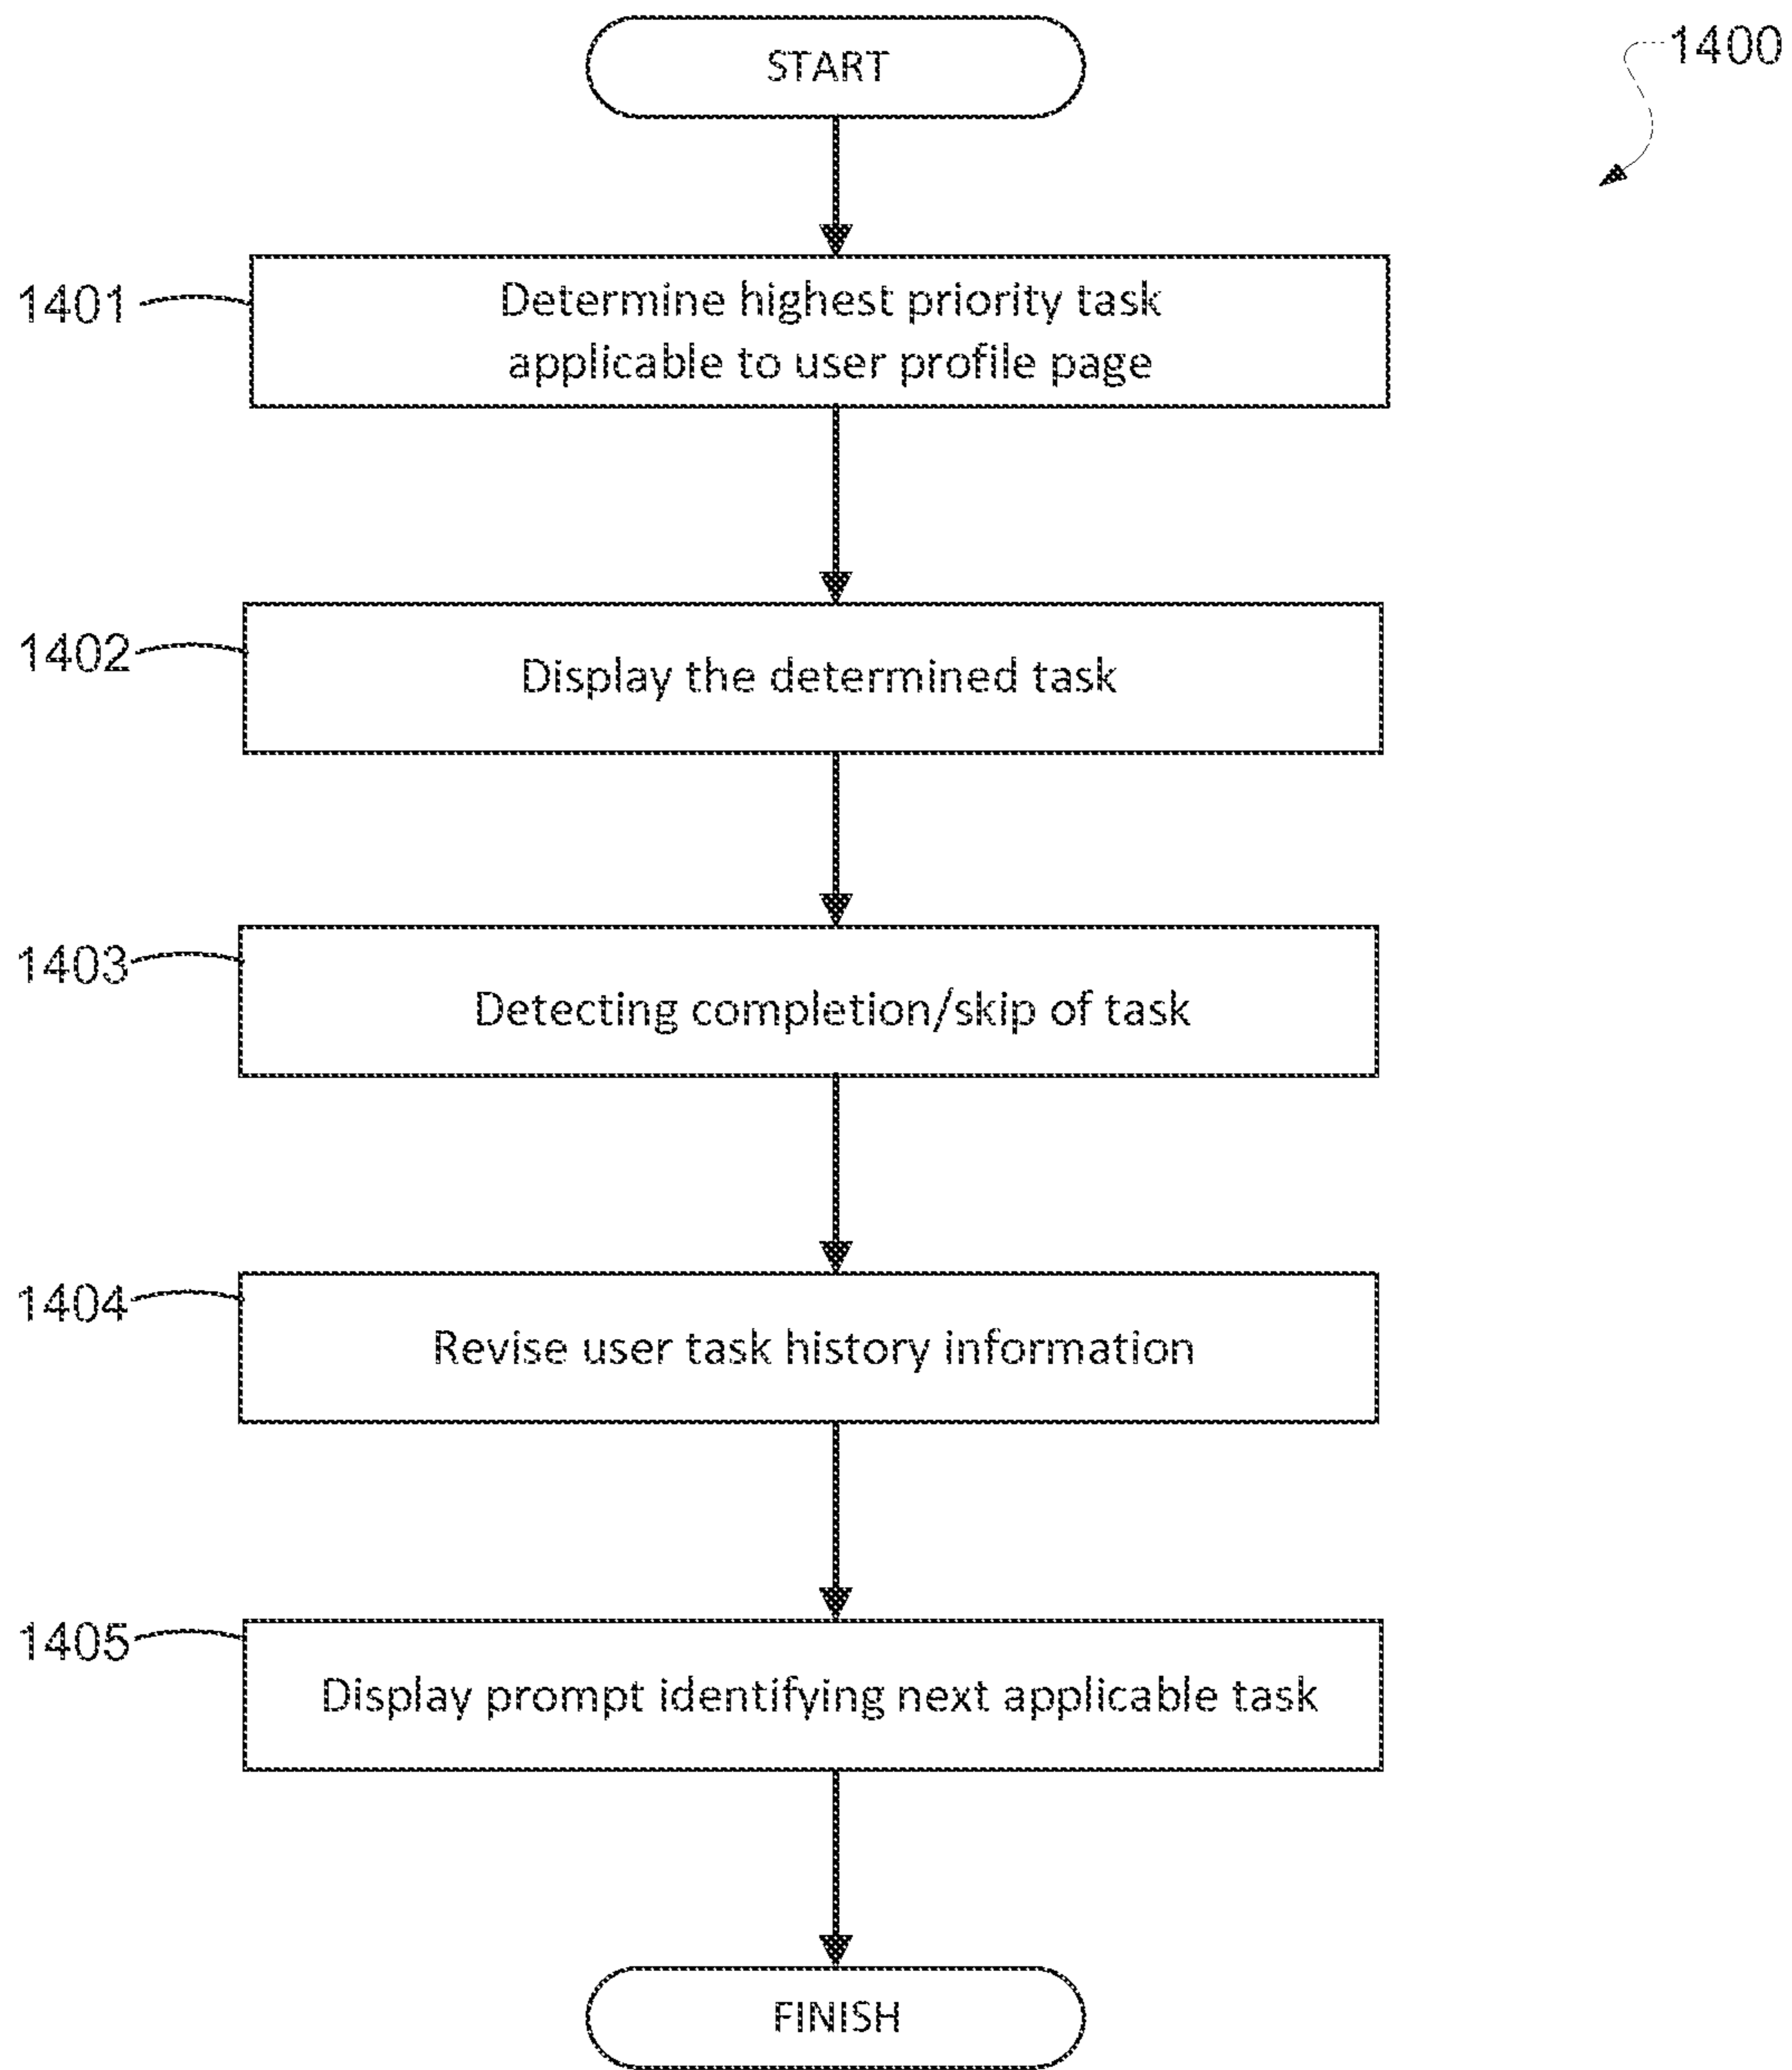 START
1400
1401
Determine highest priority task
applicable to user profile page
1402
Display the determined task
1403
Detecting completion/skip of task
1404
Revise user task history information
1405
Display prompt identifying next applicable task
FINISH